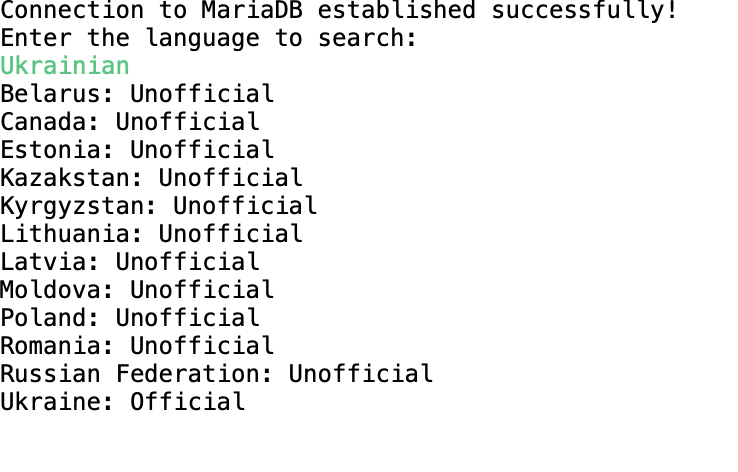 Connection to MariaDB established successfully!
Enter the language to search:
Ukrainian
Belarus: Unofficial
Canada: Unofficial
Estonia: Unofficial
Kazakstan: Unofficial
Kyrgyzstan: Unofficial
Lithuania: Unofficial
Latvia: Unofficial
Moldova: Unofficial
Poland: Unofficial
Romania: Unofficial
Russian Federation: Unofficial
Ukraine: Official